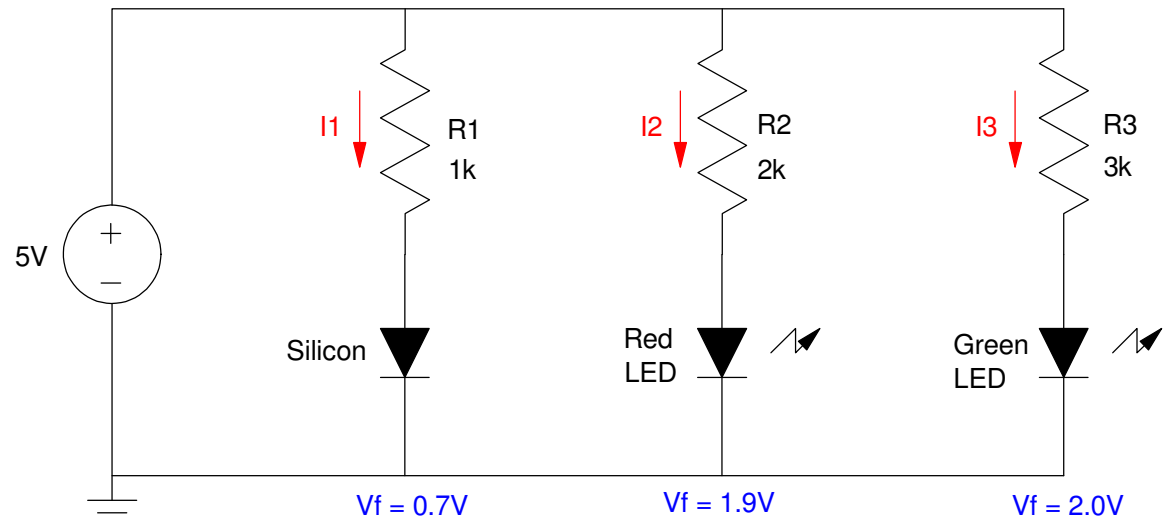 5V
+
−
I1
R1
1k
I2
R2
2k
I3
R3
3k
Silicon
Red
LED
Green
LED
Vf = 0.7V
Vf = 1.9V
Vf = 2.0V